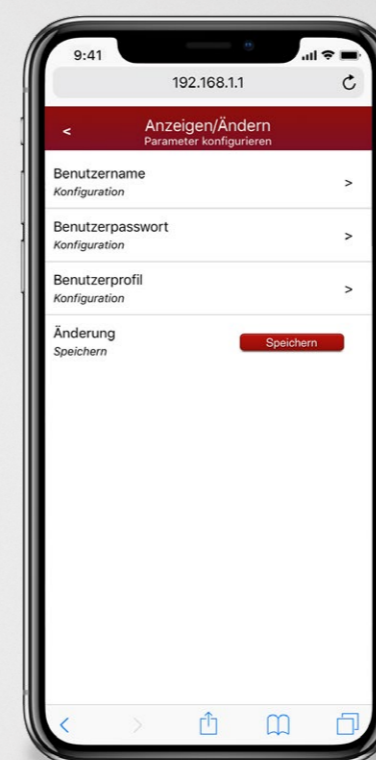 9:41
192.168.1.1
<
Anzeigen/Ändern
Parameter konfigurieren
Benutzername
Konfiguration
>
Benutzerpasswort
Konfiguration
>
Benutzerprofil
Konfiguration
>
Änderung
Speichern
Speichern